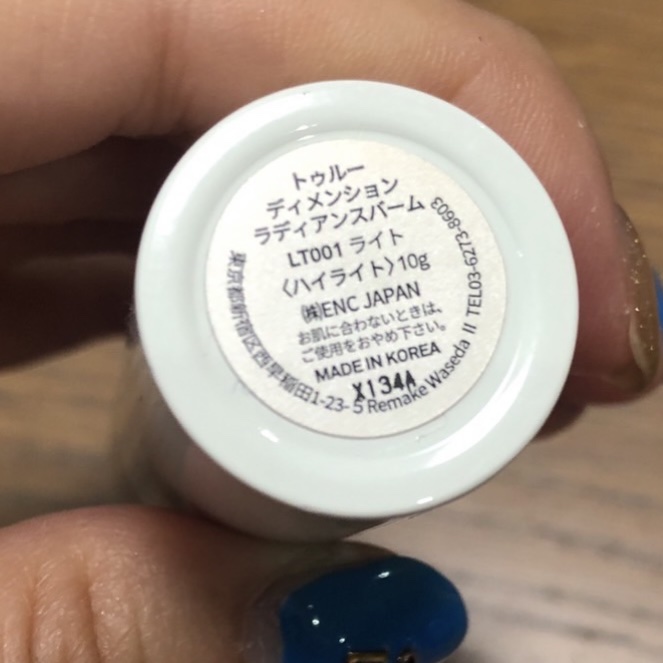 トゥルー
ディメンション
ラディアンスバーム
LT001 ライト
〈ハイライト〉10g
㈱ENC JAPAN
お肌に合わないときは、
ご使用をおやめ下さい。
MADE IN KOREA
X134A
東京都新宿区西早稲田1-23-5 Remake Waseda II TEL03-6273-8603